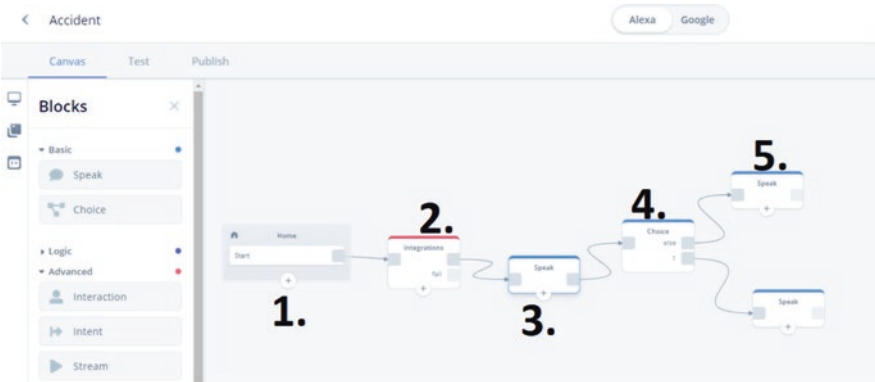 Accident
Alexa Google
Canvas Test Publish
Blocks
Basic
Speak
Choice
Logic
Advanced
Interaction
Intent
Stream
Home
Start
1.
2.
Integrations
fail
Speak
3.
4.
Choice
else
1
5.
Speak
Speak